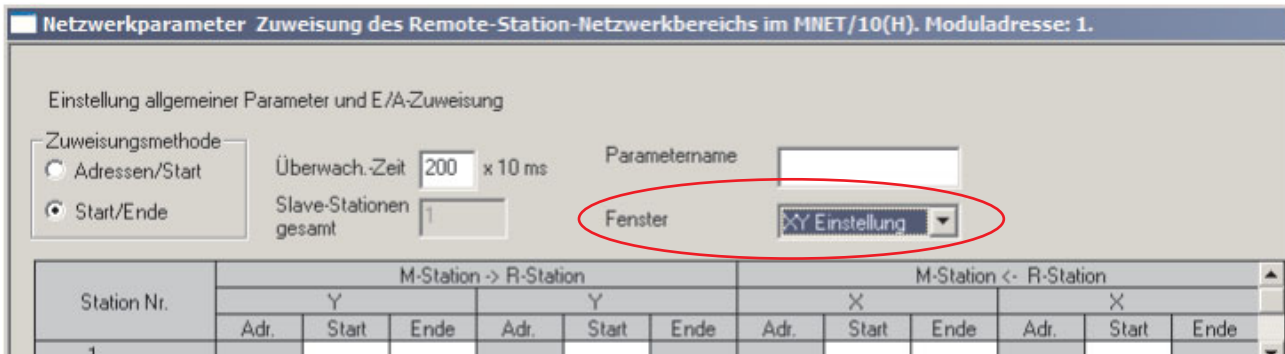 Netzwerkparameter Zuweisung des Remote-Station-Netzwerkbereichs im MNET/10(H). Moduladresse: 1.
Einstellung allgemeiner Parameter und E/A-Zuweisung
Zuweisungsmethode
Adressen/Start
Start/Ende
Überwach.-Zeit 200 x 10 ms
Slave-Stationen
gesamt
1
Parametername
Fenster XY Einstellung
Station Nr.
M-Station -> R-Station M-Station <- R-Station
Y Y X X
Adr. Start Ende Adr. Start Ende Adr. Start Ende Adr. Start Ende
1